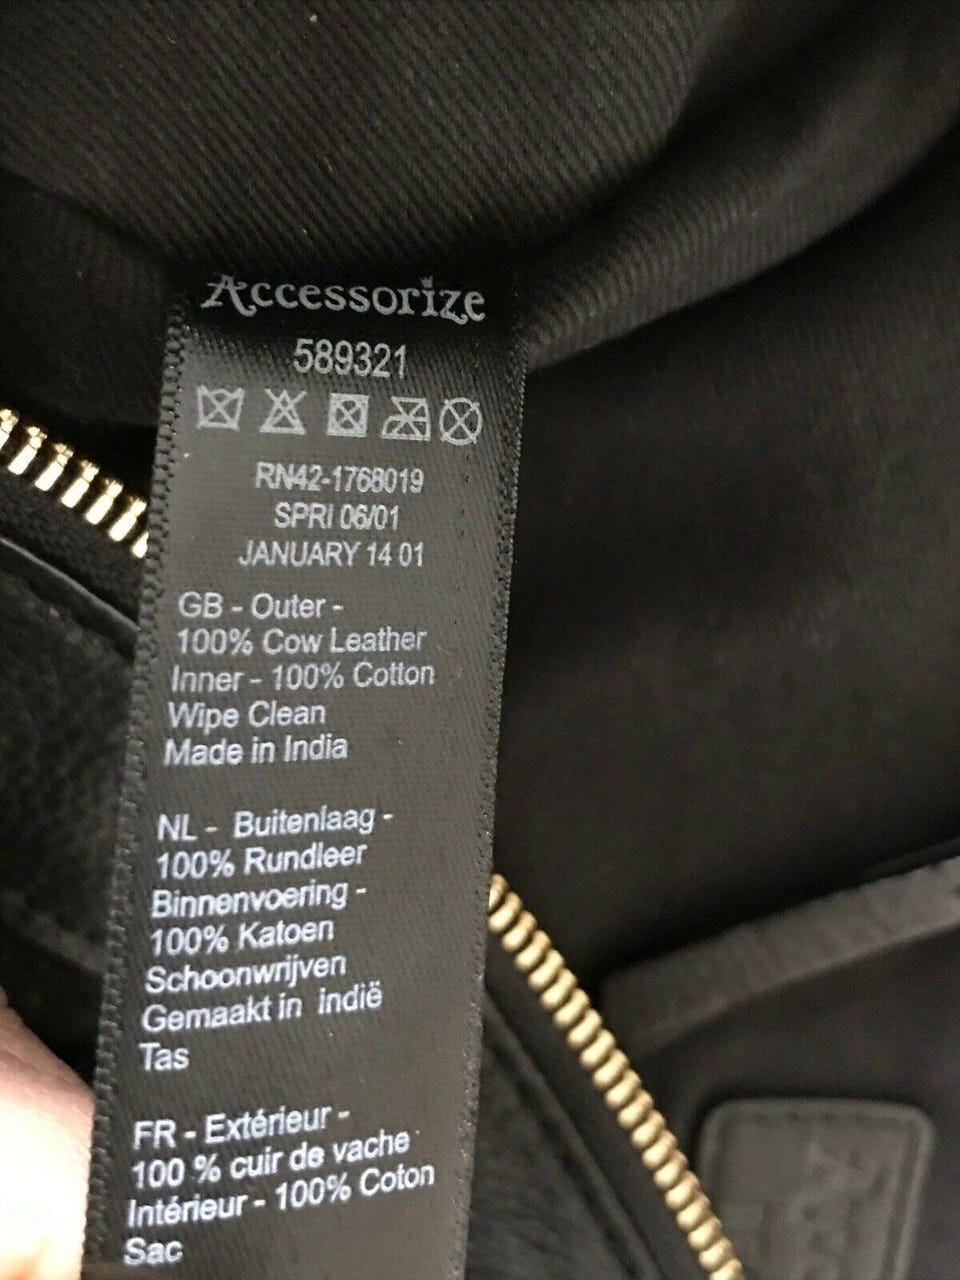 Accessorize
589321
RN42-1768019
SPRI 06/01
JANUARY 14 01
GB - Outer -
100% Cow Leather
Inner - 100% Cotton
Wipe Clean
Made in India
NL - Buitenlaag -
100% Rundleer
Binnenvoering -
100% Katoen
Schoonwrijven
Gemaakt in indië
Tas
FR - Extérieur -
100 % cuir de vache
Intérieur - 100% Coton
Sac